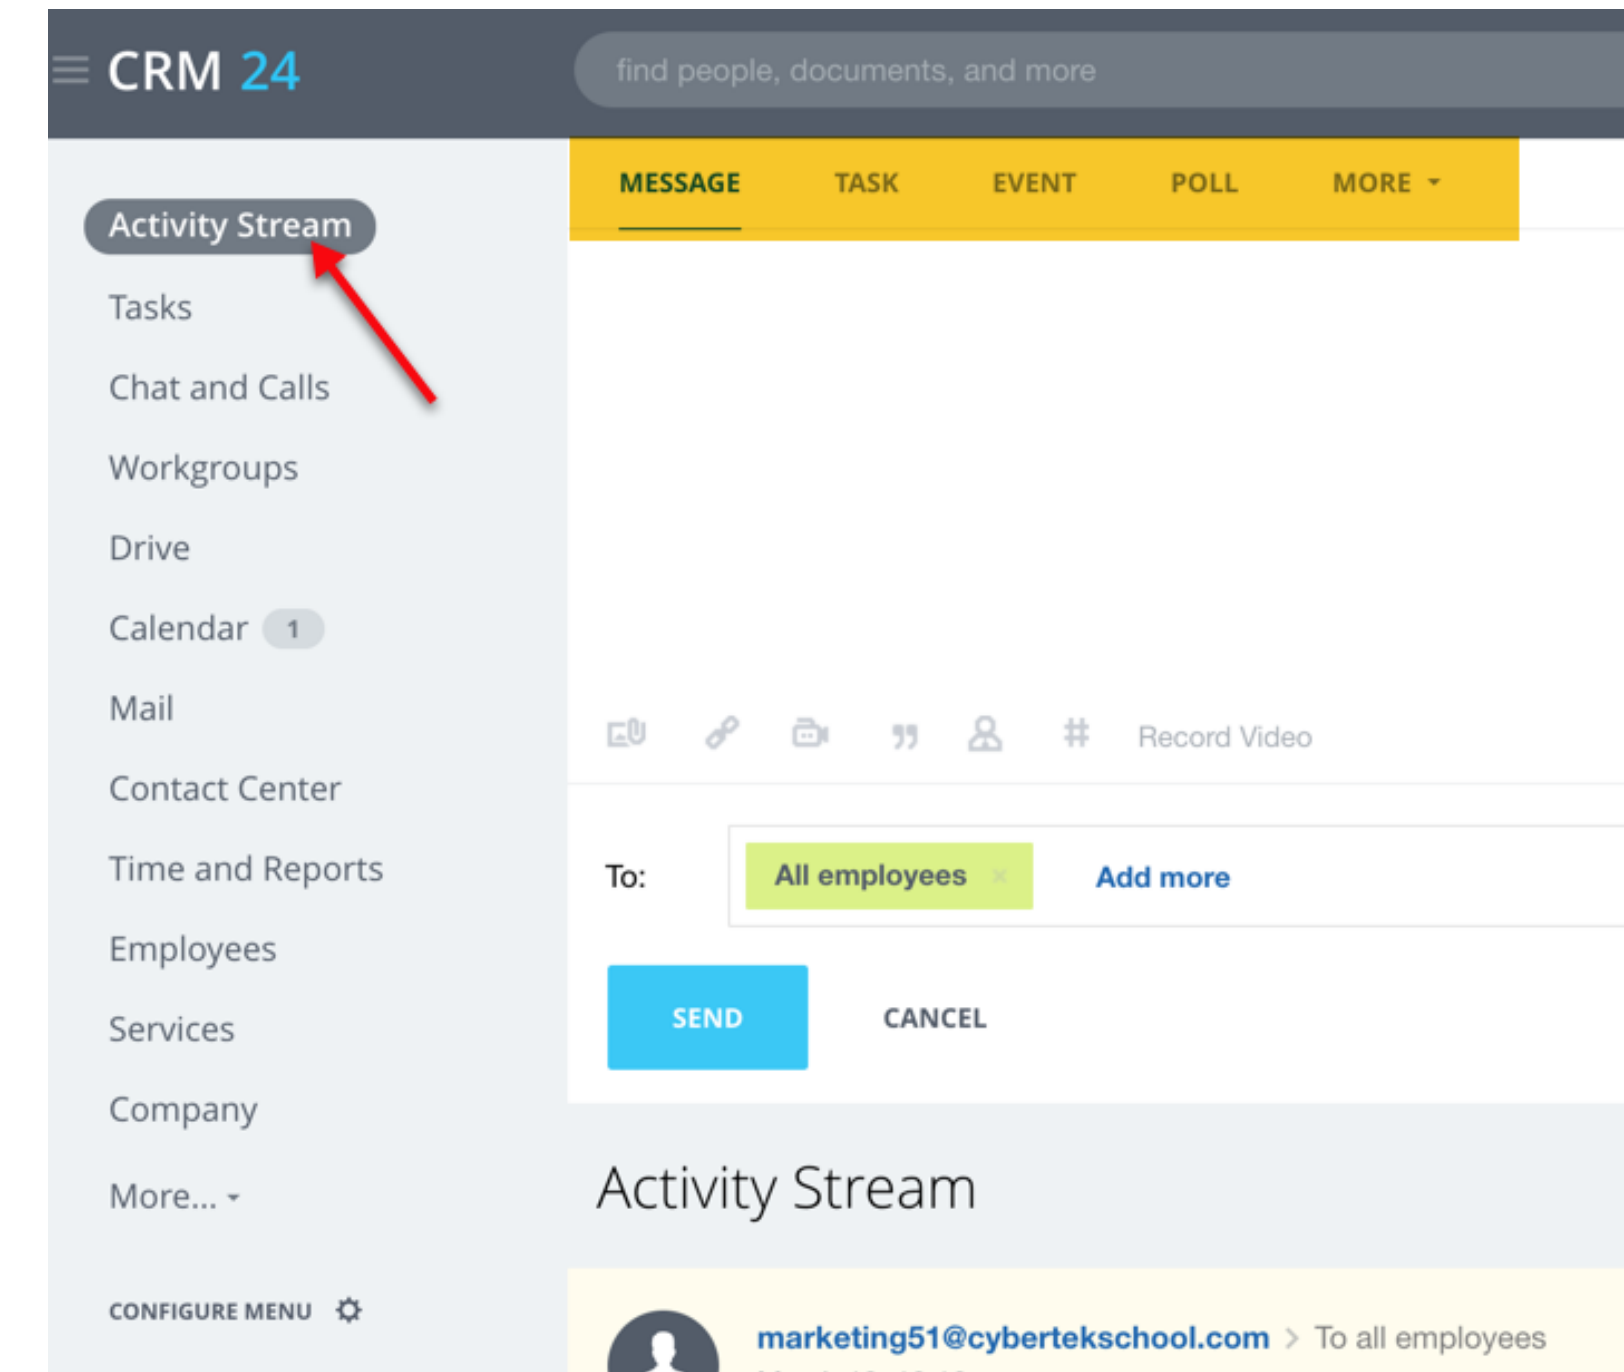 CRM 24
find people, documents, and more
MESSAGE TASK EVENT POLL MORE
Activity Stream
Tasks
Chat and Calls
Workgroups
Drive
Calendar 1
Mail
Contact Center
Time and Reports
Employees
Services
Company
More...
CONFIGURE MENU
# Record Video
To: All employees × Add more
SEND CANCEL
Activity Stream
marketing51@cybertekschool.com > To all employees